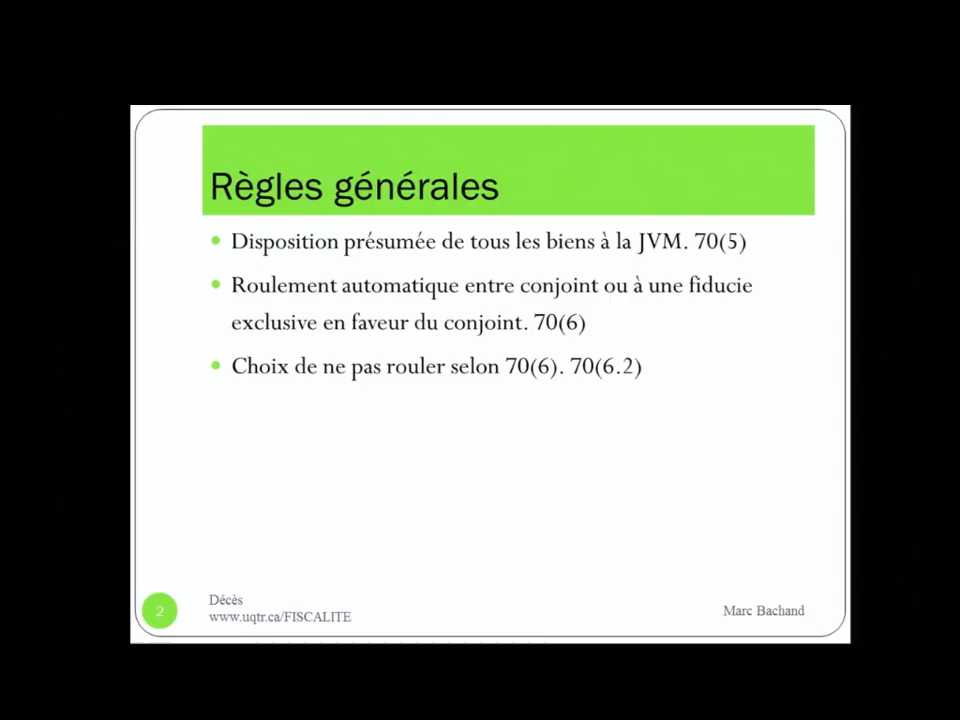 Règles générales
• Disposition présumée de tous les biens à la JVM. 70(5)
• Roulement automatique entre conjoint ou à une fiducie
exclusive en faveur du conjoint. 70(6)
• Choix de ne pas rouler selon 70(6). 70(6.2)
2
Décès
www.uqtr.ca/FISCALITE
Marc Bachand